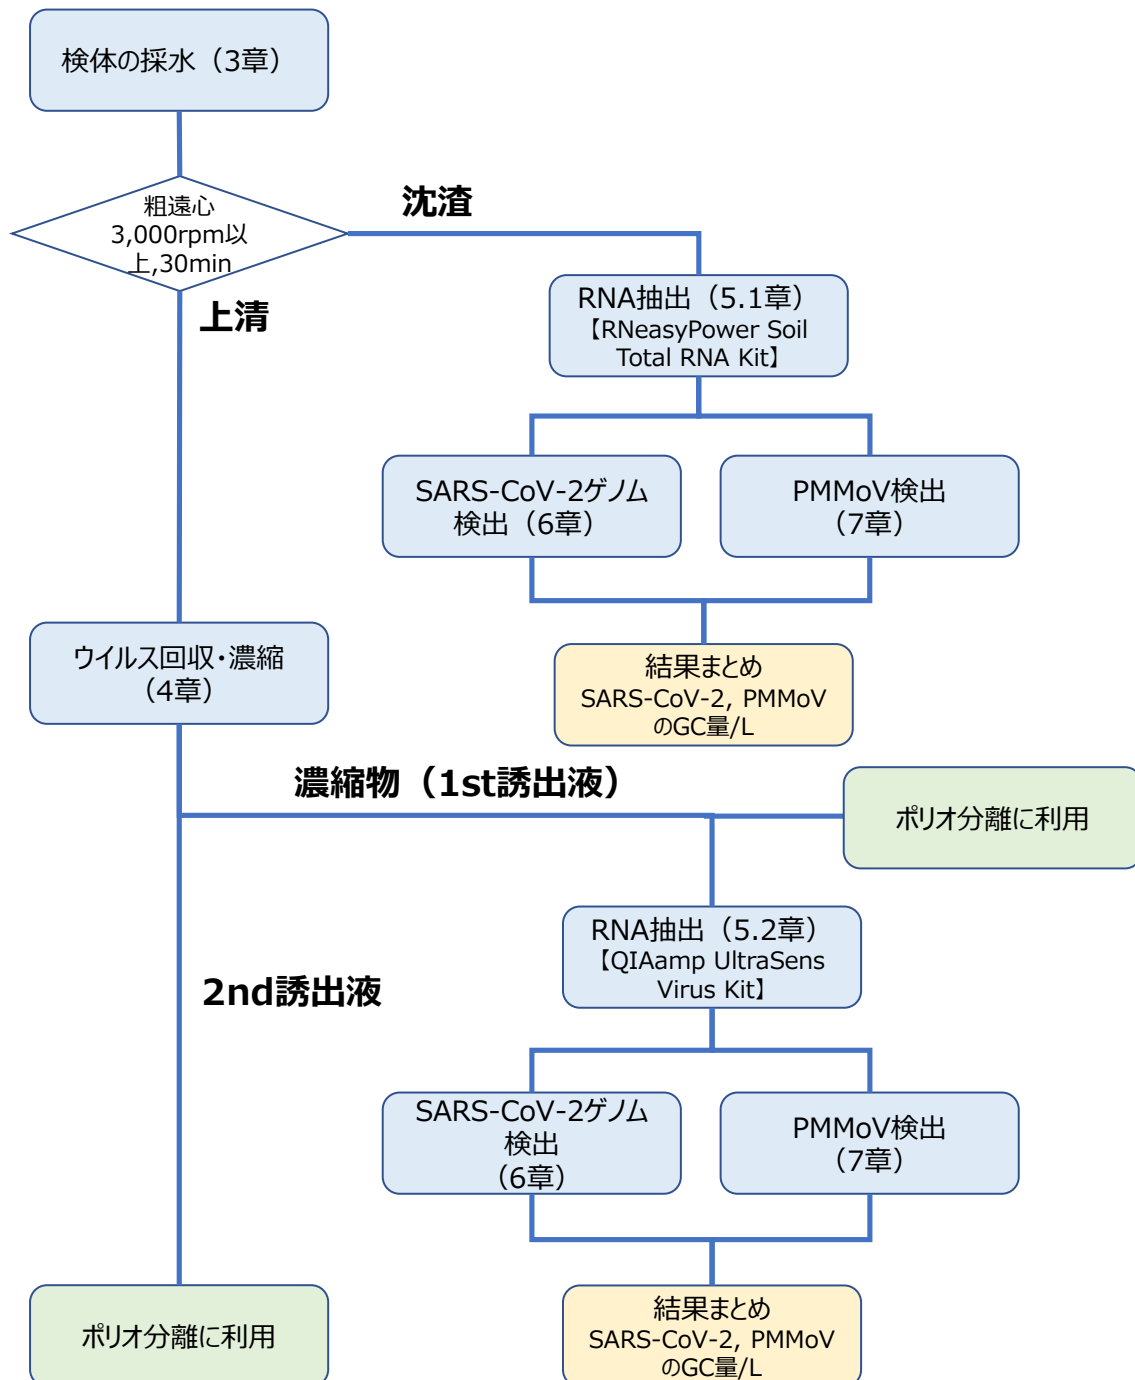 検体の採水（3章）
粗遠心
3,000rpm以
上,30min
沈渣
上清
RNA抽出（5.1章）
【RNeasyPower Soil
Total RNA Kit】
SARS-CoV-2ゲノム
検出（6章）
PMMoV検出
（7章）
結果まとめ
SARS-CoV-2, PMMoV
のGC量/L
ウイルス回収・濃縮
（4章）
濃縮物（1st誘出液）
ポリオ分離に利用
RNA抽出（5.2章）
【QIAamp UltraSens
Virus Kit】
2nd誘出液
SARS-CoV-2ゲノム
検出
（6章）
PMMoV検出
（7章）
結果まとめ
SARS-CoV-2, PMMoV
のGC量/L
ポリオ分離に利用